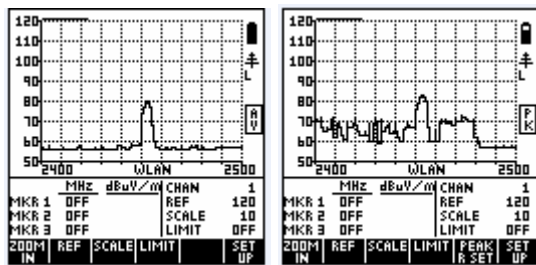 120
110
100
90
80
70
60
50
L
AV
2400 WLAN 2500
MHz dBuV/m CHAN 1
MKR 1 OFF REF 120
MKR 2 OFF SCALE 10
MKR 3 OFF LIMIT OFF
ZOOM IN REF SCALE LIMIT SET UP
120
110
100
90
80
70
60
50
L
PK
2400 WLAN 2500
MHz dBuV/m CHAN 1
MKR 1 OFF REF 120
MKR 2 OFF SCALE 10
MKR 3 OFF LIMIT OFF
ZOOM IN REF SCALE LIMIT PEAK R SET SET UP